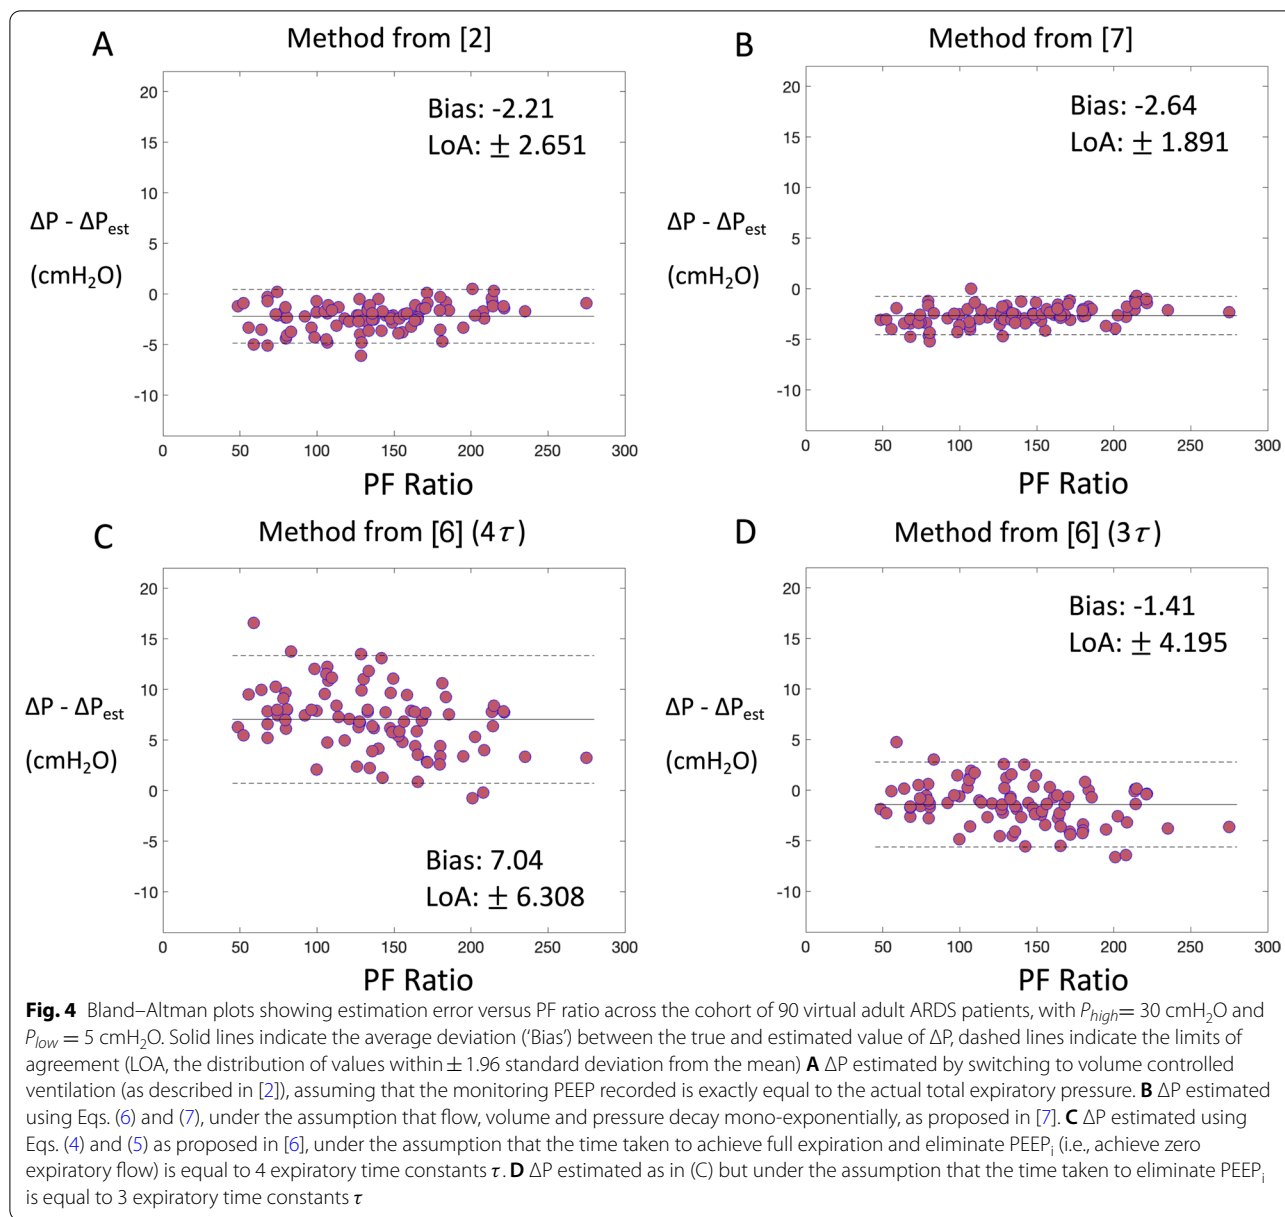 A
Method from [2]
20
15
10
5
0
-5
-10
0
50
100
150
200
250
300
Bias: -2.21
LoA: ± 2.651
ΔP - ΔPest
(cmH2O)
PF Ratio
B
Method from [7]
20
15
10
5
0
-5
-10
0
50
100
150
200
250
300
Bias: -2.64
LoA: ± 1.891
ΔP - ΔPest
(cmH2O)
PF Ratio
C
Method from [6] (4τ)
20
15
10
5
0
-5
-10
0
50
100
150
200
250
300
Bias: 7.04
LoA: ± 6.308
ΔP - ΔPest
(cmH2O)
PF Ratio
D
Method from [6] (3τ)
20
15
10
5
0
-5
-10
0
50
100
150
200
250
300
Bias: -1.41
LoA: ± 4.195
ΔP - ΔPest
(cmH2O)
PF Ratio
Fig. 4 Bland–Altman plots showing estimation error versus PF ratio across the cohort of 90 virtual adult ARDS patients, with Phigh= 30 cmH2O and
Plow = 5 cmH2O. Solid lines indicate the average deviation (‘Bias’) between the true and estimated value of ΔP, dashed lines indicate the limits of
agreement (LOA, the distribution of values within ± 1.96 standard deviation from the mean) A ΔP estimated by switching to volume controlled
ventilation (as described in [2]), assuming that the monitoring PEEP recorded is exactly equal to the actual total expiratory pressure. B ΔP estimated
using Eqs. (6) and (7), under the assumption that flow, volume and pressure decay mono-exponentially, as proposed in [7]. C ΔP estimated using
Eqs. (4) and (5) as proposed in [6], under the assumption that the time taken to achieve full expiration and eliminate PEEPi (i.e., achieve zero
expiratory flow) is equal to 4 expiratory time constants τ. D ΔP estimated as in (C) but under the assumption that the time taken to eliminate PEEPi
is equal to 3 expiratory time constants τ